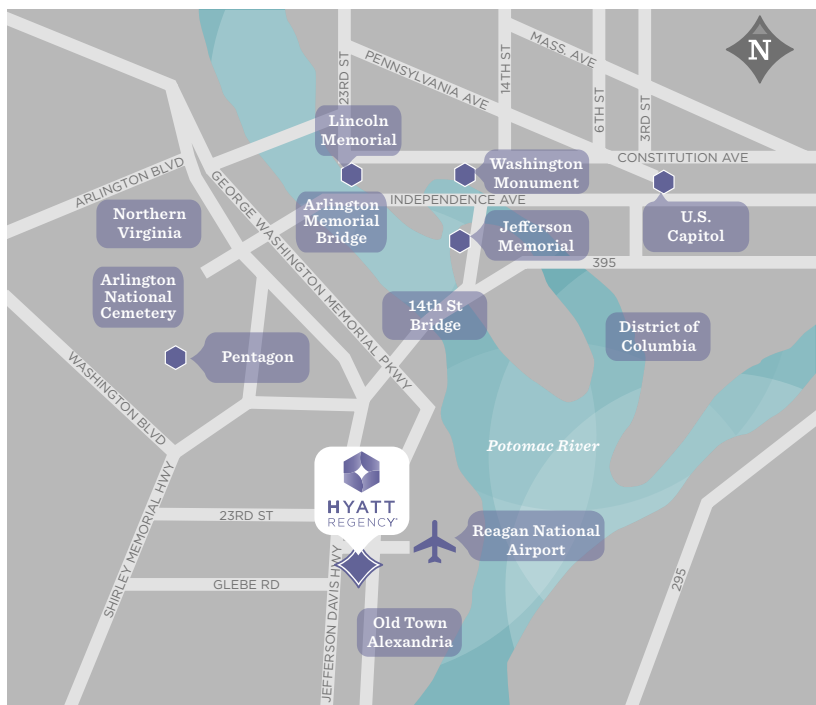 MASS. AVE
N
23RD ST
PENNSYLVANIA AVE
14TH ST
6TH ST
3RD ST
Lincoln
Memorial
CONSTITUTION AVE
Washington
Monument
ARLINGTON BLVD
GEORGE WASHINGTON MEMORIAL PKWY
INDEPENDENCE AVE
Northern
Virginia
Arlington
Memorial
Bridge
Jefferson
Memorial
U.S.
Capitol
395
Arlington
National
Cemetery
14th St
Bridge
District of
Columbia
Pentagon
WASHINGTON BLVD
Potomac River
HYATT
REGENCY™
SHIRLEY MEMORIAL HWY
23RD ST
Reagan National
Airport
GLEBE RD
JEFFERSON DAVIS HWY
295
Old Town
Alexandria